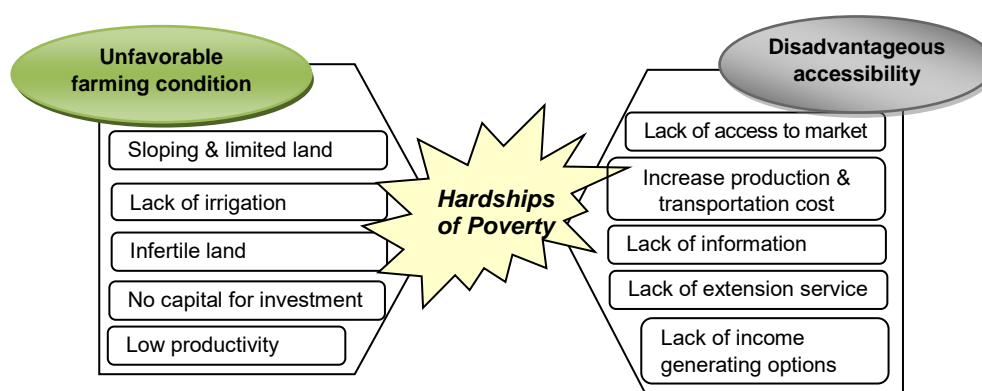 Unfavorable
farming condition
Sloping & limited land
Lack of irrigation
Infertile land
No capital for investment
Low productivity
Hardships
of Poverty
Disadvantageous
accessibility
Lack of access to market
Increase production &
transportation cost
Lack of information
Lack of extension service
Lack of income
generating options